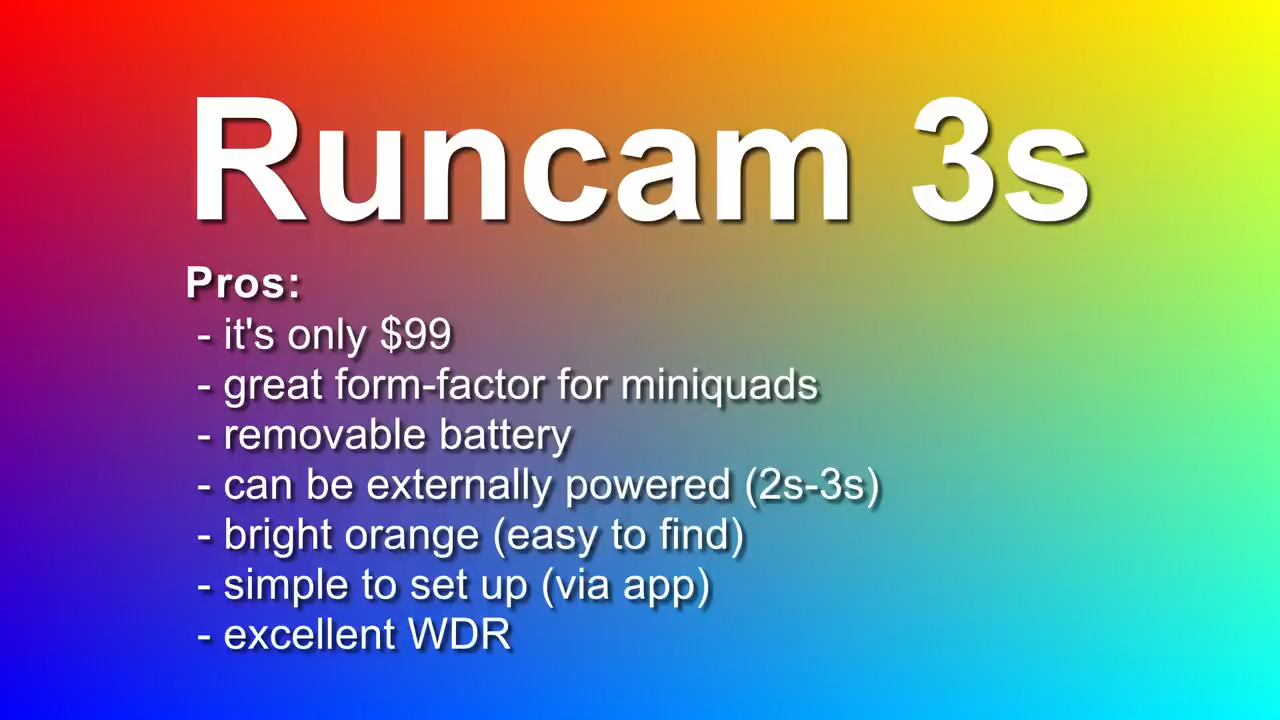 Runcam 3s
Pros:
- it's only $99
- great form-factor for miniquads
- removable battery
- can be externally powered (2s-3s)
- bright orange (easy to find)
- simple to set up (via app)
- excellent WDR